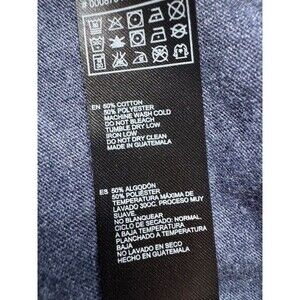 # 000873
EN 60% COTTON
50% POLYESTER
MACHINE WASH COLD
DO NOT BLEACH
TUMBLE DRY LOW
IRON LOW
DO NOT DRY CLEAN
MADE IN GUATEMALA
ES 50% ALGODÓN
50% POLIÉSTER
TEMPERATURA MÁXIMA DE
LAVADO 30OC. PROCESO MUY
SUAVE.
NO BLANQUEAR
CICLO DE SECADO: NORMAL,
A BAJA TEMPERATURA
PLANCHADO A TEMPERATURA
BAJA
NO LAVADO EN SECO
HECHO EN GUATEMALA